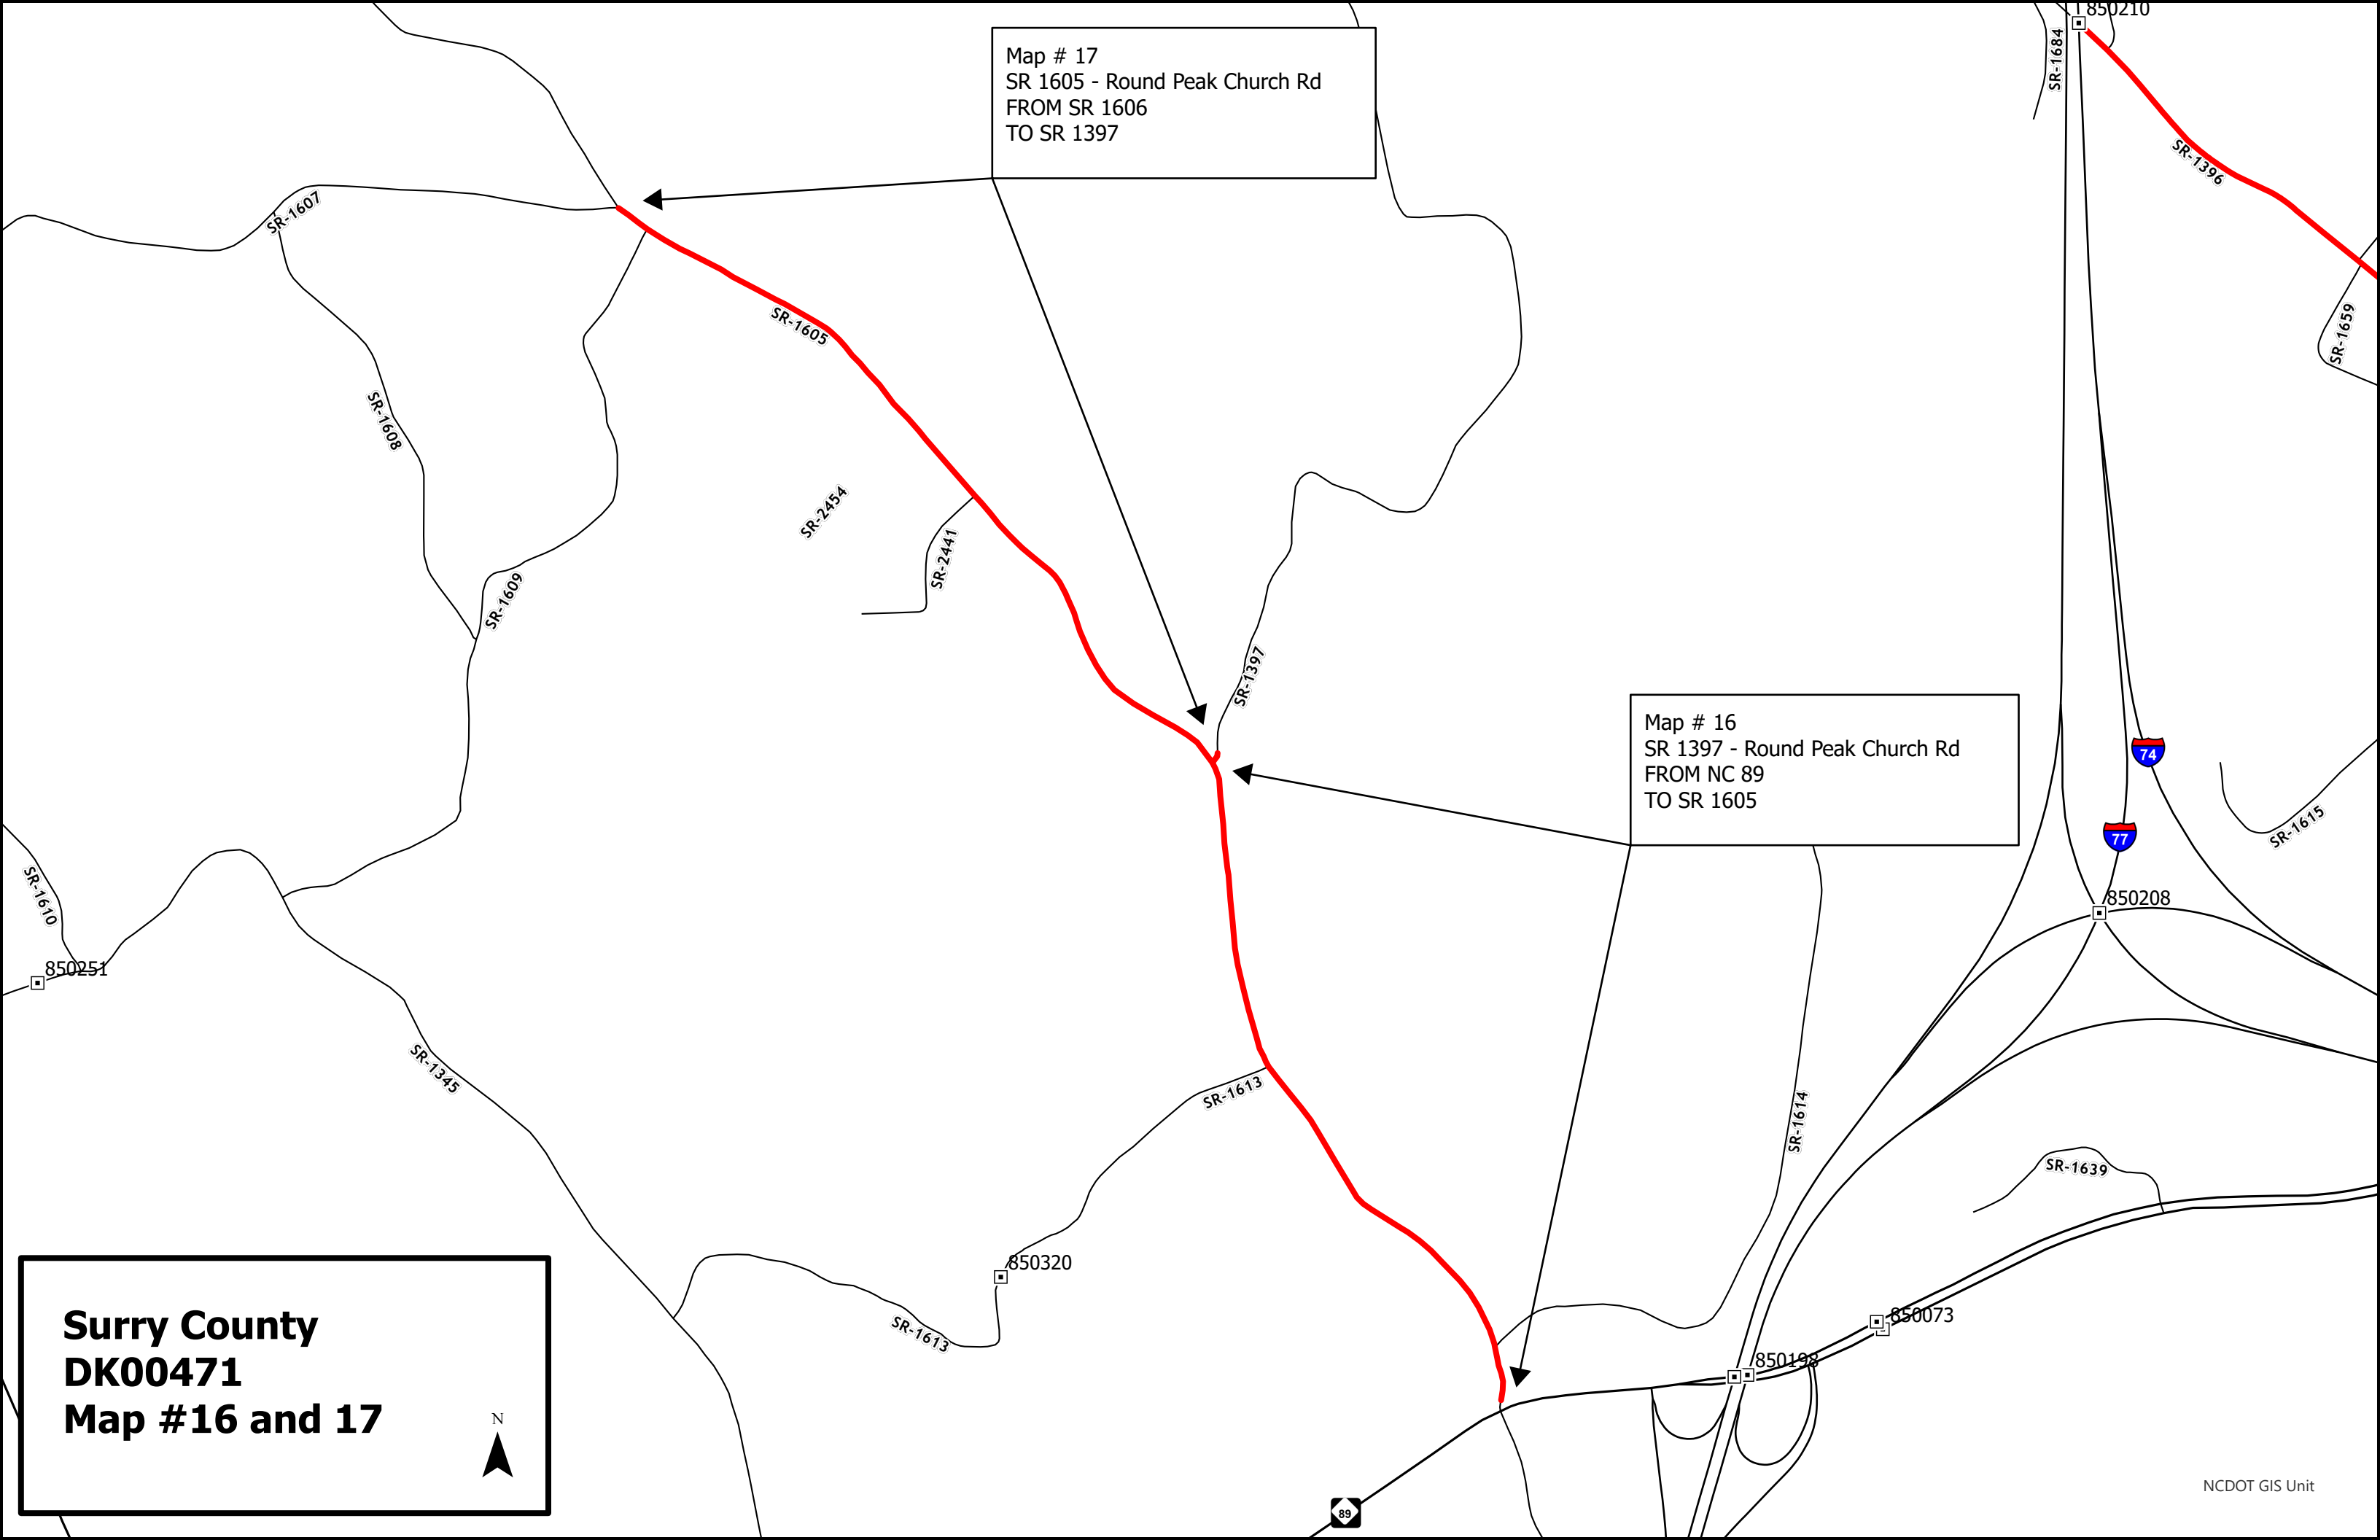 850210
SR-1684
Map # 17
SR 1605 - Round Peak Church Rd
FROM SR 1606
TO SR 1397
SR-1396
SR-1607
SR-1605
SR-1659
SR-1608
SR-2454
SR-2441
SR-1609
SR-1397
Map # 16
SR 1397 - Round Peak Church Rd
FROM NC 89
TO SR 1605
74
77
SR-1615
SR-1610
850208
850251
SR-1345
SR-1613
SR-1614
SR-1639
850320
SR-1613
850073
850198
Surry County
DK00471
Map #16 and 17
N
89
NCDOT GIS Unit